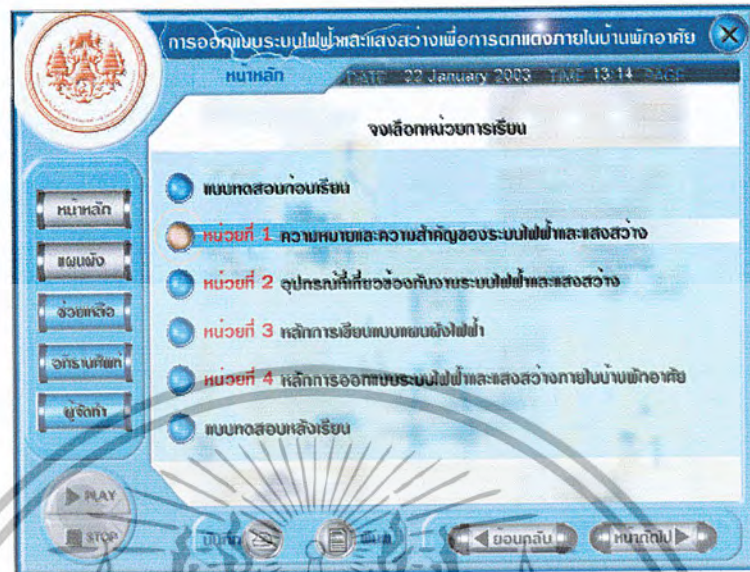 การออกแบบระบบไฟฟ้าและแสงสว่างเพื่อการตกแต่งภายในบ้านพักอาศัย
หน้าหลัก DATE 22 January 2003 TIME 13:14
จงเลือกหน่วยการเรียน
แบบทดสอบก่อนเรียน
หน่วยที่ 1 ความหมายและความสำคัญของระบบไฟฟ้าและแสงสว่าง
หน่วยที่ 2 อุปกรณ์ที่เกี่ยวข้องกับงานระบบไฟฟ้าและแสงสว่าง
หน่วยที่ 3 หลักการเขียนแบบแผนผังไฟฟ้า
หน่วยที่ 4 หลักการออกแบบระบบไฟฟ้าและแสงสว่างภายในบ้านพักอาศัย
แบบทดสอบหลังเรียน
หน้าหลัก
แผนผัง
ช่วยเหลือ
อภิธานศัพท์
ผู้จัดทำ
PLAY
STOP
บันทึก พิมพ์ ย้อนกลับ หน้าถัดไป